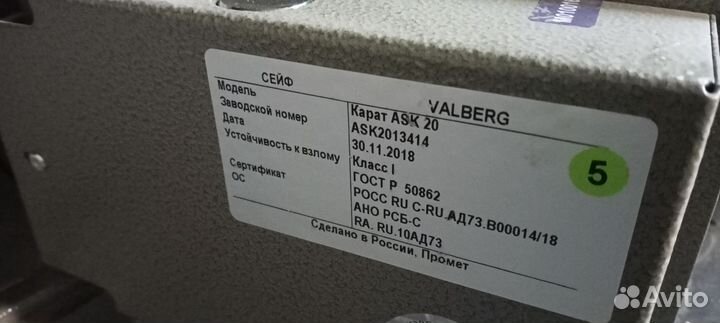 СЕЙФ VALBERG
Модель Карат ASK 20
Заводской номер ASK2013414
Дата 30.11.2018
Устойчивость к взлому Класс I
ГОСТ Р 50862
Сертификат РОСС RU C-RU.АД73.В00014/18
ОС АНО РСБ-С
RA. RU.10АД73
Сделано в России, Промет
5
Avito